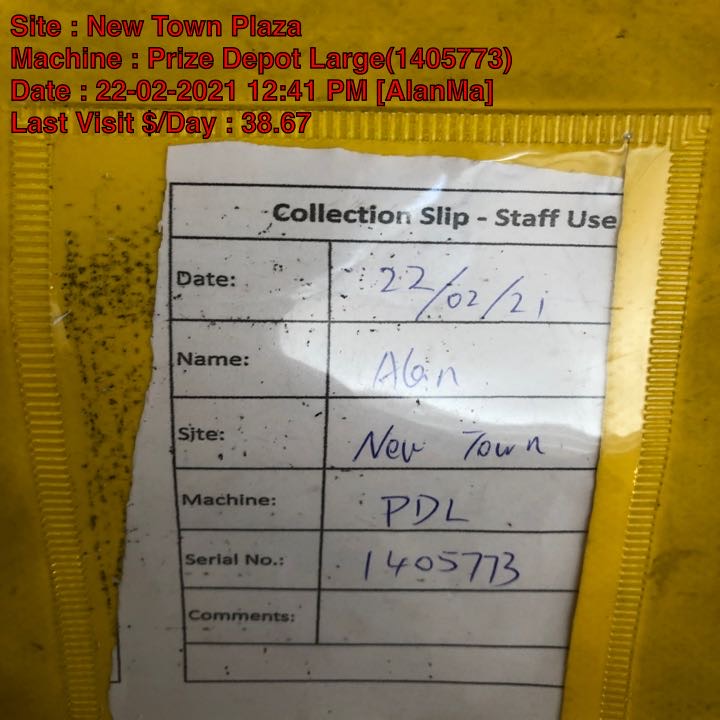 Site : New Town Plaza
Machine : Prize Depot Large(1405773)
Date : 22-02-2021 12:41 PM [AlanMa]
Last Visit $/Day : 38.67
Collection Slip - Staff Use
Date: 22/02/21
Name: Alan
Site: New Town
Machine: PDL
Serial No.: 1405773
Comments: